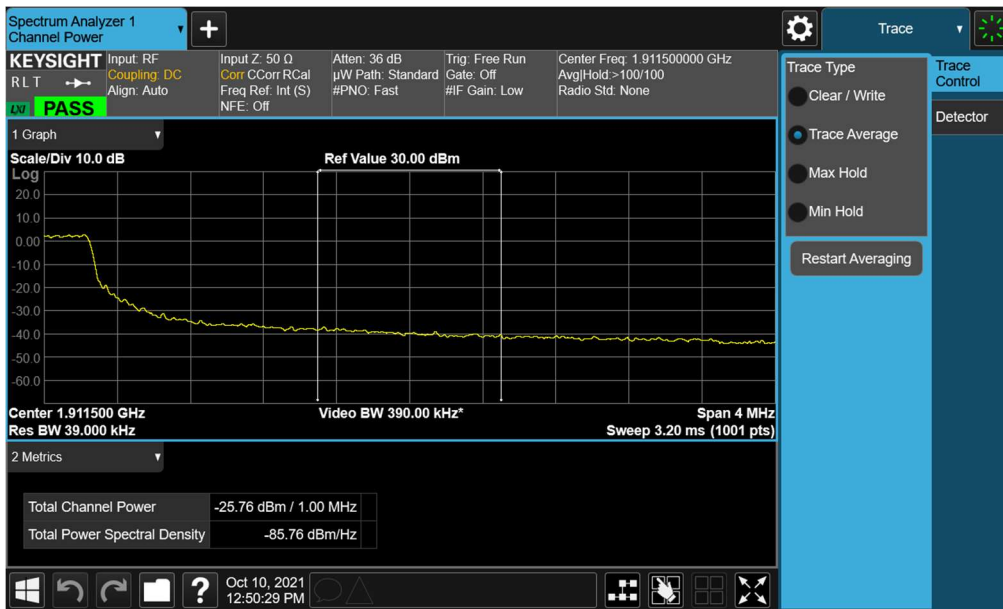 Spectrum Analyzer 1
Channel Power
Trace
KEYSIGHT
R L T
LXI
PASS
Input: RF
Coupling: DC
Align: Auto
Input Z: 50 Ω
Corr CCorr RCal
Freq Ref: Int (S)
NFE: Off
Atten: 36 dB
µW Path: Standard
#PNO: Fast
Trig: Free Run
Gate: Off
#IF Gain: Low
Center Freq: 1.911500000 GHz
Avg|Hold:>100/100
Radio Std: None
1 Graph
Scale/Div 10.0 dB
Ref Value 30.00 dBm
Log
20.0
10.0
0.00
-10.0
-20.0
-30.0
-40.0
-50.0
-60.0
Center 1.911500 GHz
Video BW 390.00 kHz*
Span 4 MHz
Res BW 39.000 kHz
Sweep 3.20 ms (1001 pts)
2 Metrics
Total Channel Power -25.76 dBm / 1.00 MHz
Total Power Spectral Density -85.76 dBm/Hz
Trace Type
Clear / Write
Trace Average
Max Hold
Min Hold
Restart Averaging
Trace
Control
Detector
?
Oct 10, 2021
12:50:29 PM